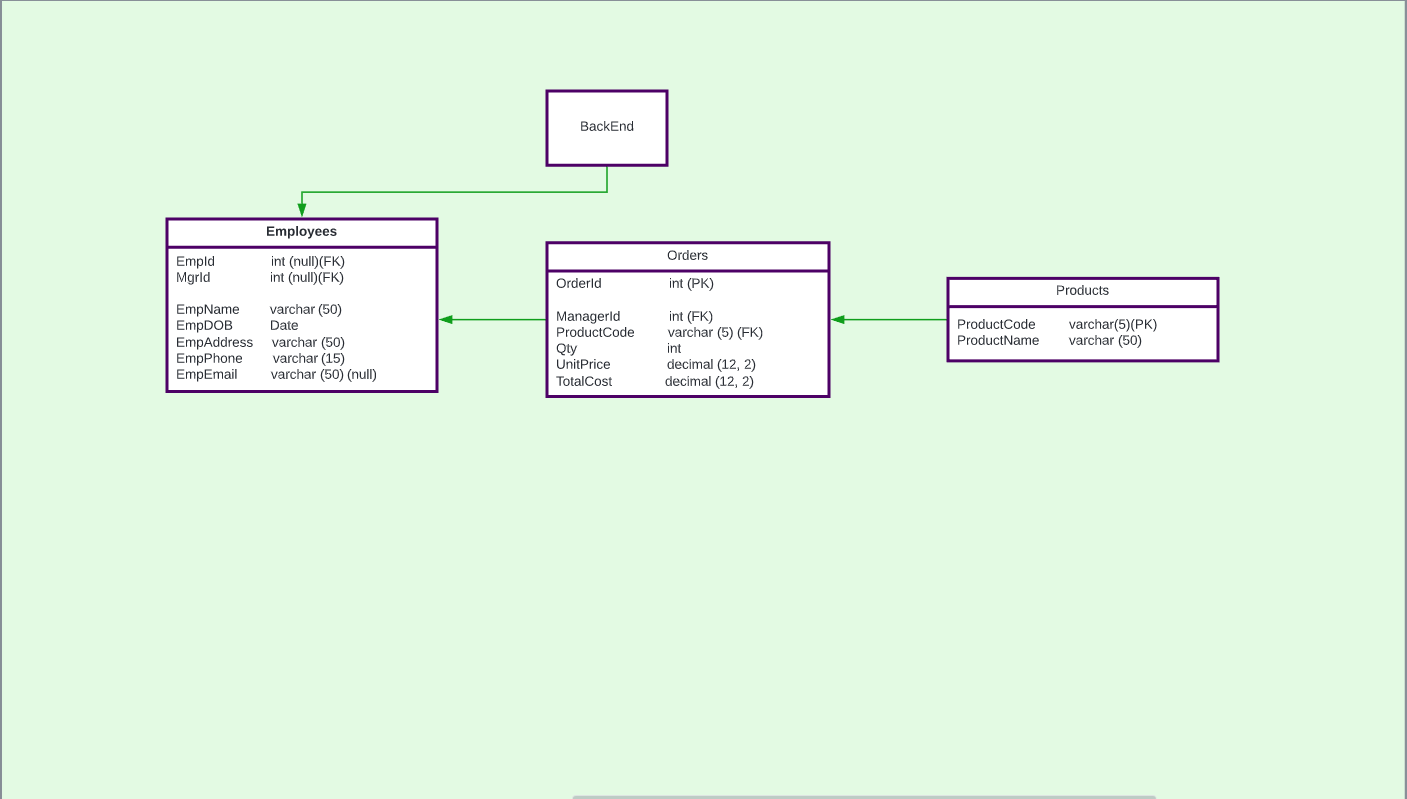 BackEnd
Employees
EmpId int (null)(FK)
MgrId int (null)(FK)
EmpName varchar (50)
EmpDOB Date
EmpAddress varchar (50)
EmpPhone varchar (15)
EmpEmail varchar (50) (null)
Orders
OrderId int (PK)
ManagerId int (FK)
ProductCode varchar (5) (FK)
Qty int
UnitPrice decimal (12, 2)
TotalCost decimal (12, 2)
Products
ProductCode varchar(5)(PK)
ProductName varchar (50)